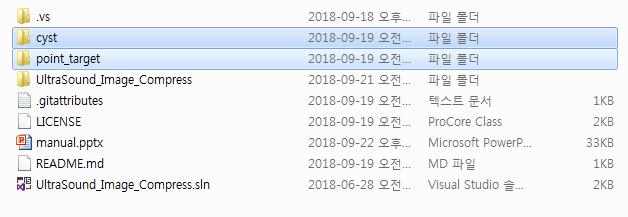 .vs 2018-09-18 오후... 파일 폴더
cyst 2018-09-19 오전... 파일 폴더
point_target 2018-09-19 오전... 파일 폴더
UltraSound_Image_Compress 2018-09-21 오전... 파일 폴더
.gitattributes 2018-09-19 오전... 텍스트 문서 1KB
LICENSE 2018-09-19 오전... ProCore Class 2KB
manual.pptx 2018-09-22 오후... Microsoft PowerP... 33KB
README.md 2018-09-19 오전... MD 파일 1KB
UltraSound_Image_Compress.sln 2018-06-28 오전... Visual Studio 솔... 2KB